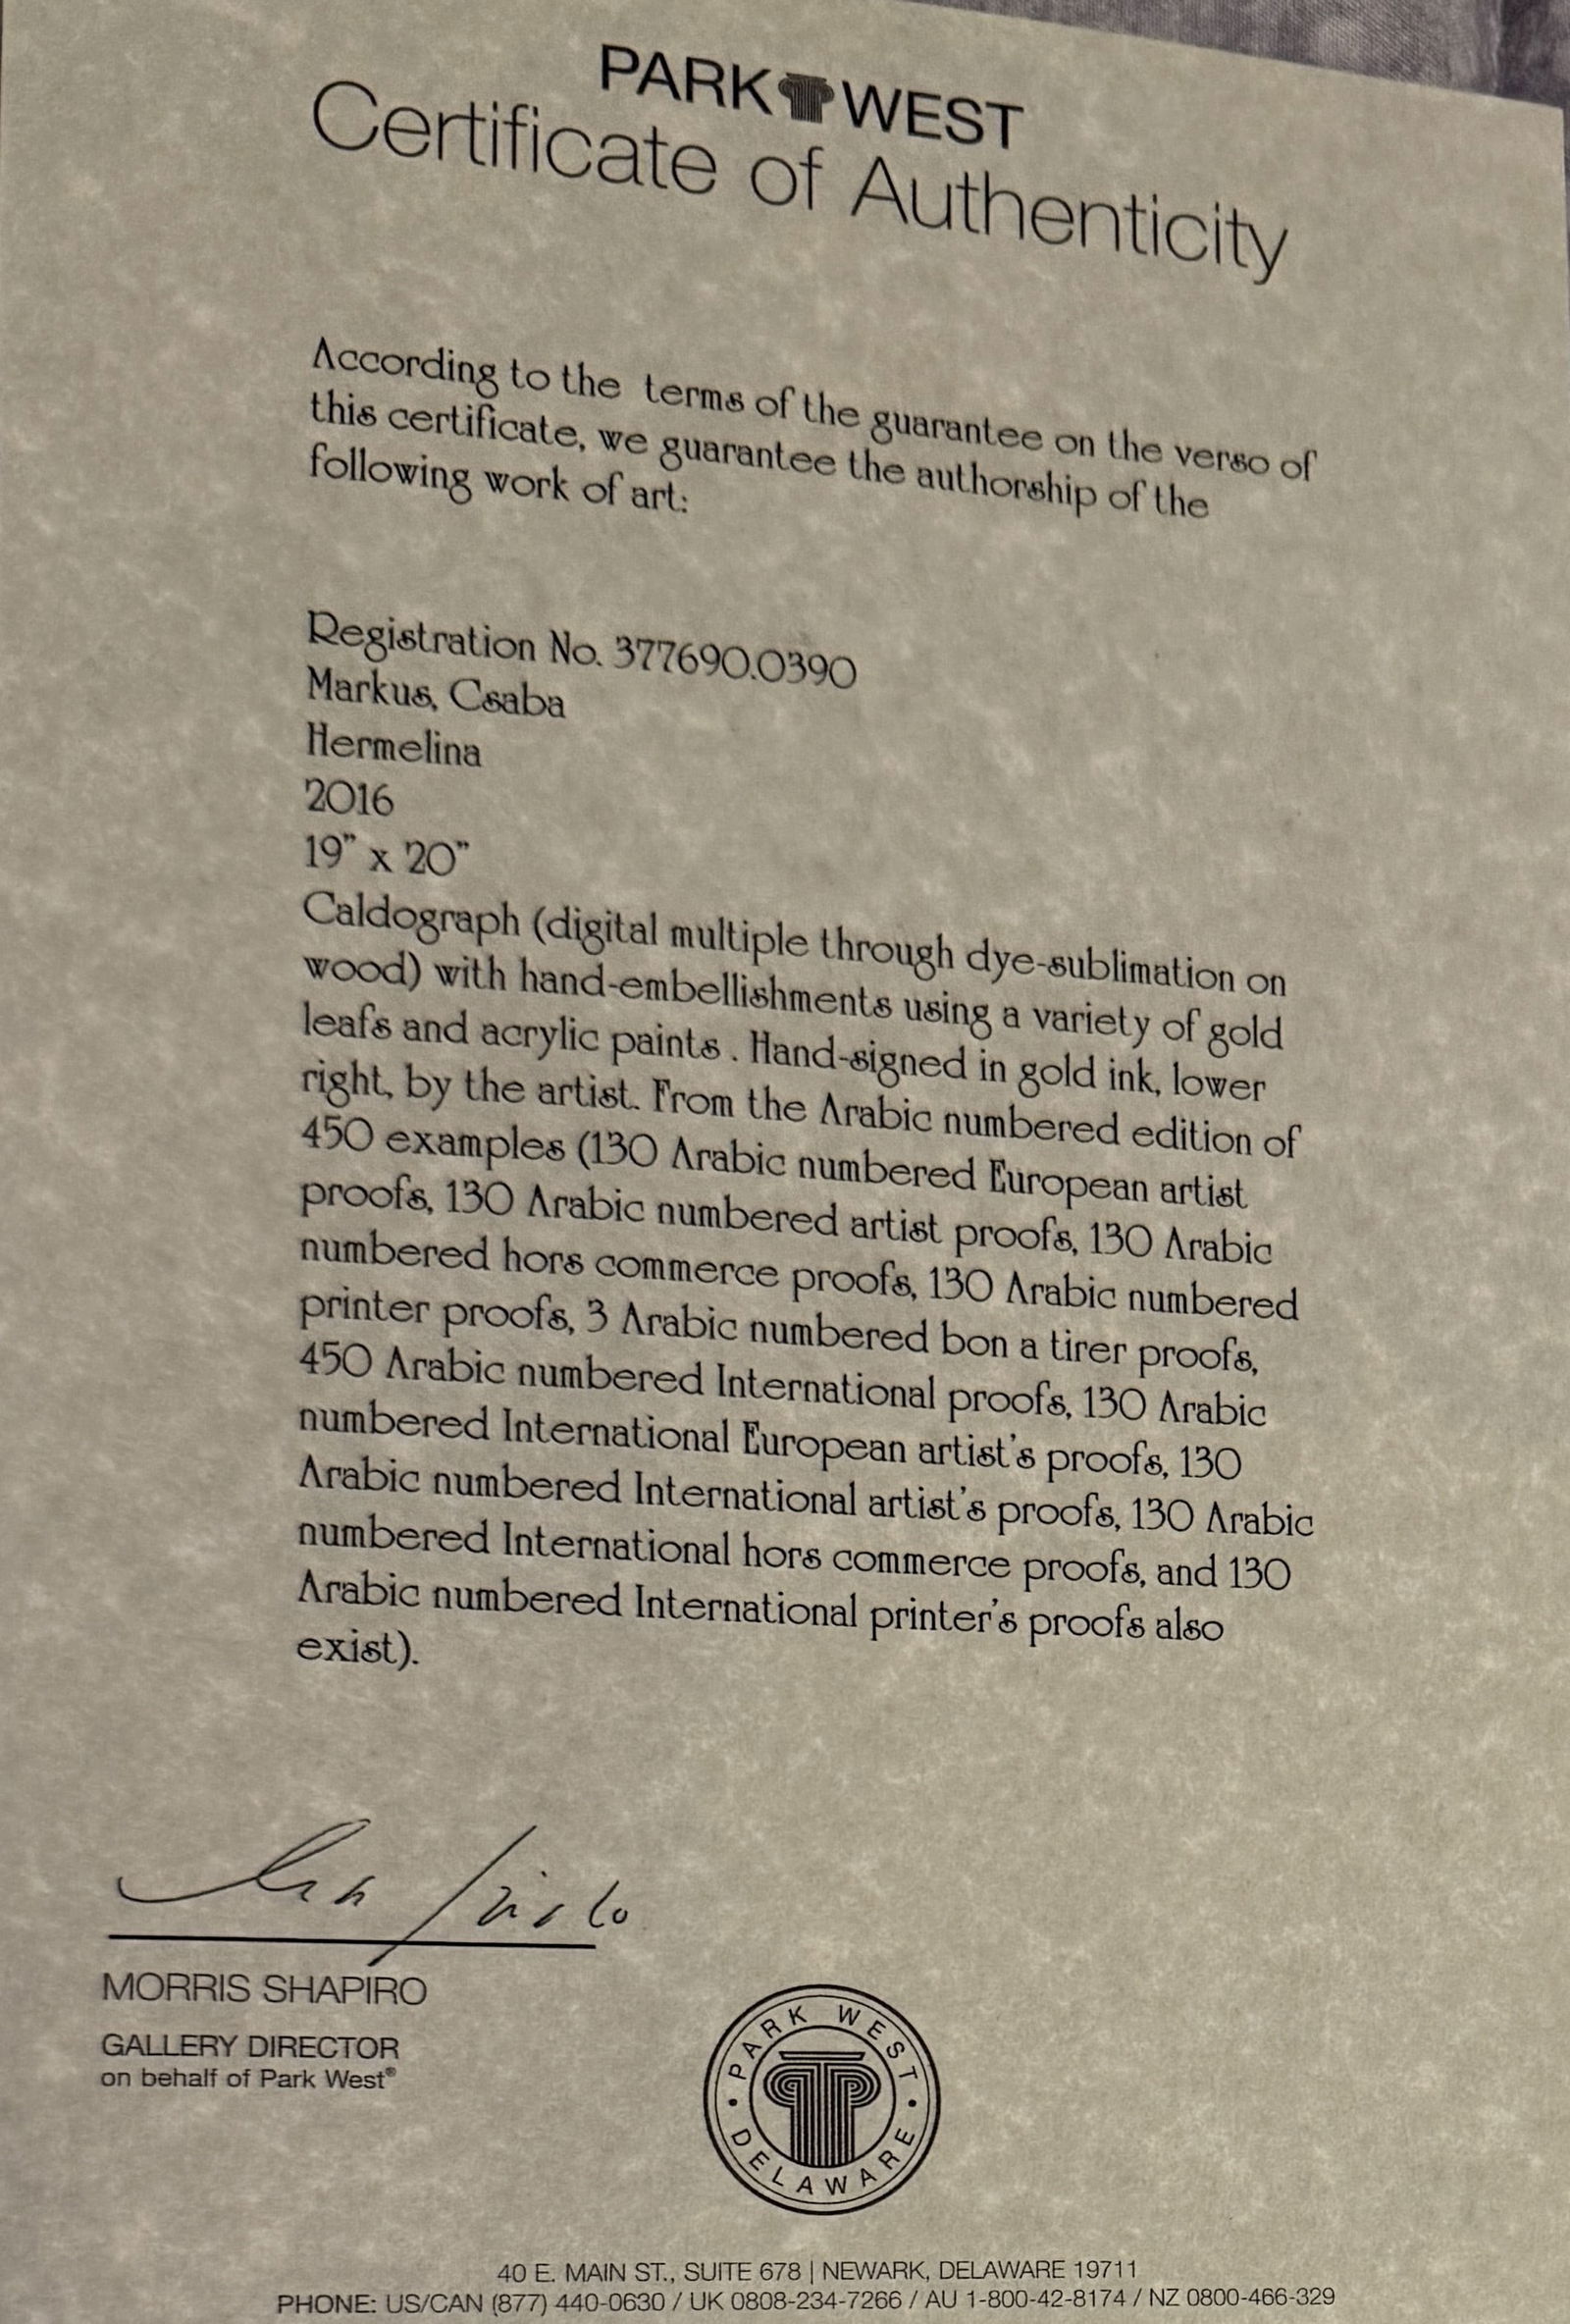 PARK WEST
Certificate of Authenticity
According to the terms of the guarantee on the verso of
this certificate, we guarantee the authorship of the
following work of art:
Registration No. 377690.0390
Markus, Csaba
Hermelina
2016
19” x 20”
Caldograph (digital multiple through dye-sublimation on
wood) with hand-embellishments using a variety of gold
leafs and acrylic paints . Hand-signed in gold ink, lower
right, by the artist. From the Arabic numbered edition of
450 examples (130 Arabic numbered European artist
proofs, 130 Arabic numbered artist proofs, 130 Arabic
numbered hors commerce proofs, 130 Arabic numbered
printer proofs, 3 Arabic numbered bon a tirer proofs,
450 Arabic numbered International proofs, 130 Arabic
numbered International European artist's proofs, 130
Arabic numbered International artist's proofs, 130 Arabic
numbered International hors commerce proofs, and 130
Arabic numbered International printer's proofs also
exist).
MORRIS SHAPIRO
GALLERY DIRECTOR
on behalf of Park West®
PARK WEST
DELAWARE
40 E. MAIN ST., SUITE 678 | NEWARK, DELAWARE 19711
PHONE: US/CAN (877) 440-0630 / UK 0808-234-7266 / AU 1-800-42-8174 / NZ 0800-466-329